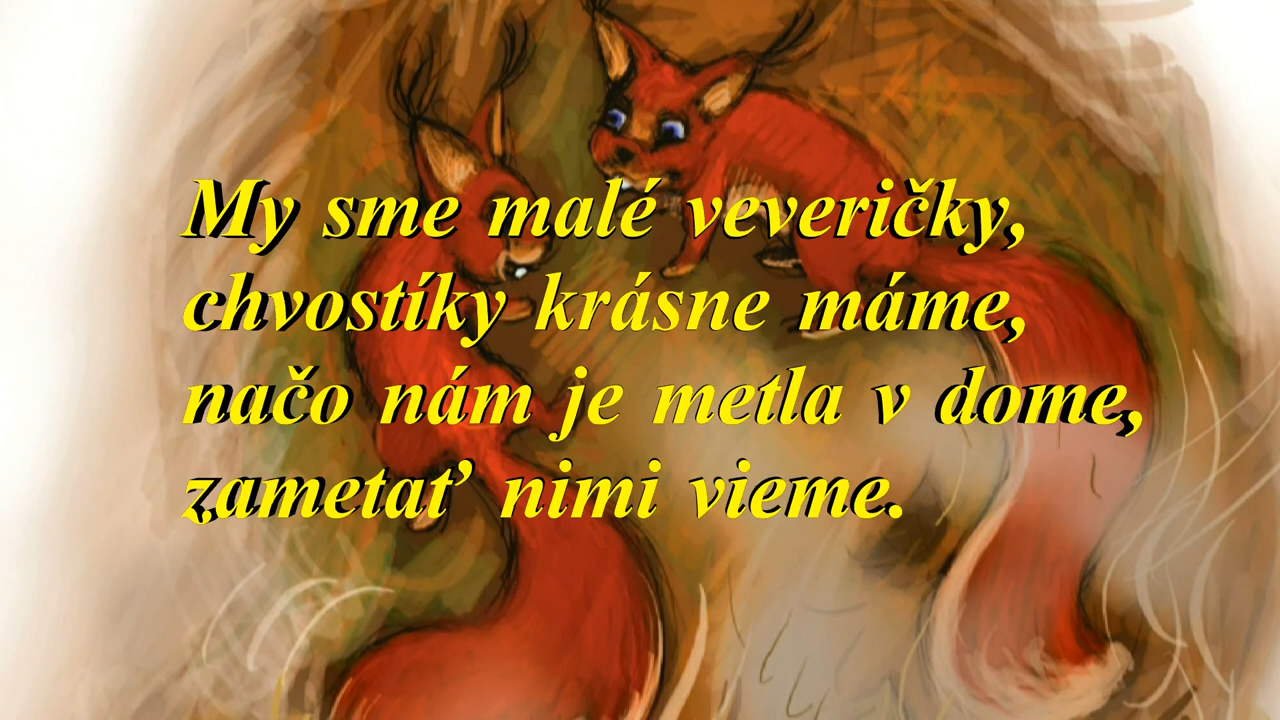 My sme malé veveričky,
chvostíky krásne máme,
načo nám je metla v dome,
zametať nimi vieme.